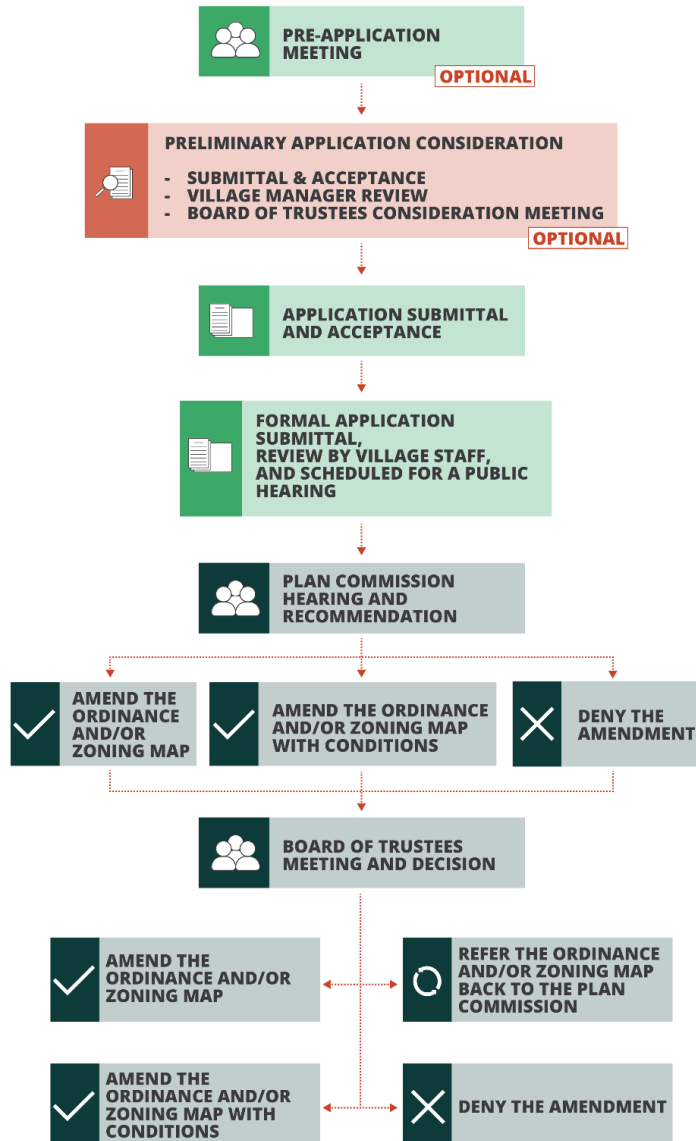 PRE-APPLICATION
MEETING
OPTIONAL
PRELIMINARY APPLICATION CONSIDERATION
- SUBMITTAL & ACCEPTANCE
- VILLAGE MANAGER REVIEW
- BOARD OF TRUSTEES CONSIDERATION MEETING
OPTIONAL
APPLICATION SUBMITTAL
AND ACCEPTANCE
FORMAL APPLICATION
SUBMITTAL,
REVIEW BY VILLAGE STAFF,
AND SCHEDULED FOR A PUBLIC
HEARING
PLAN COMMISSION
HEARING AND
RECOMMENDATION
AMEND THE
ORDINANCE
AND/OR
ZONING MAP
AMEND THE ORDINANCE
AND/OR ZONING MAP
WITH CONDITIONS
DENY THE
AMENDMENT
BOARD OF TRUSTEES
MEETING AND DECISION
AMEND THE
ORDINANCE AND/OR
ZONING MAP
REFER THE ORDINANCE
AND/OR ZONING MAP
BACK TO THE PLAN
COMMISSION
AMEND THE
ORDINANCE AND/OR
ZONING MAP WITH
CONDITIONS
DENY THE AMENDMENT